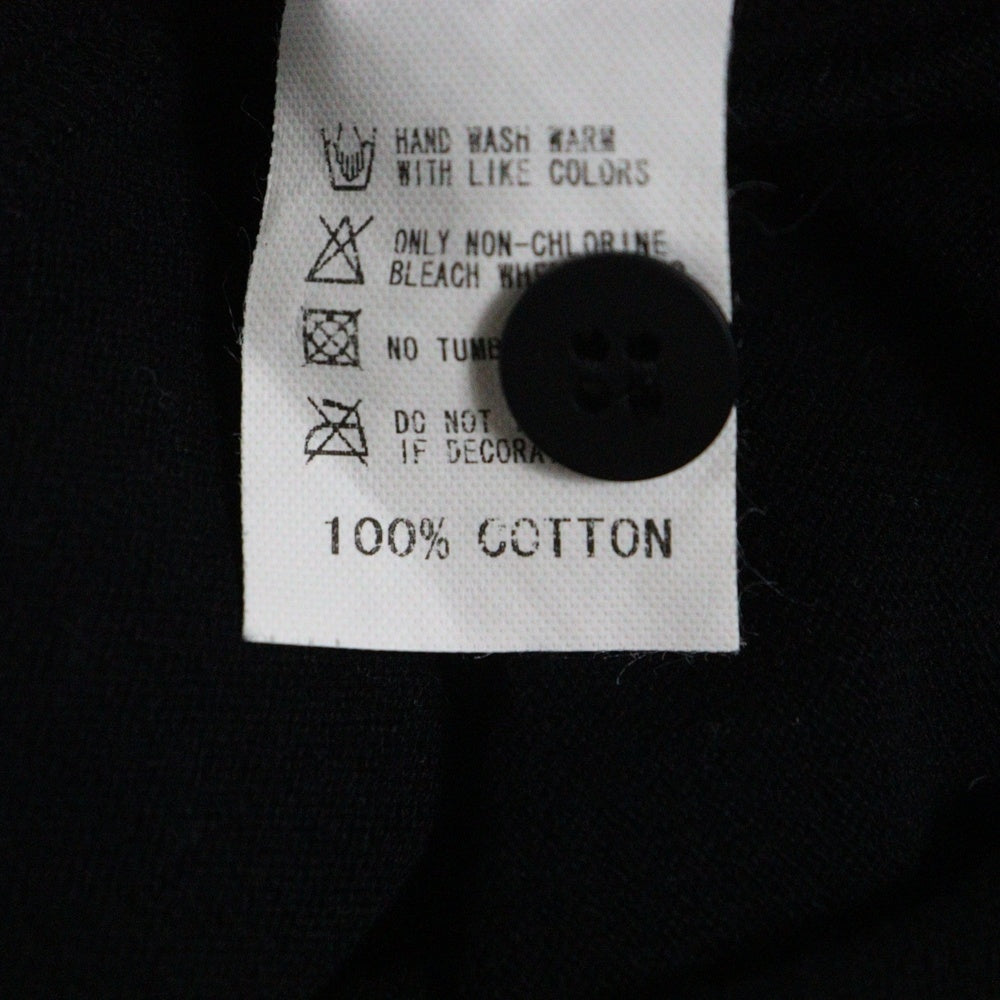 HAND WASH WARM
WITH LIKE COLORS
ONLY NON-CHLORINE
BLEACH
NO
DO NOT
IF
100% COTTON